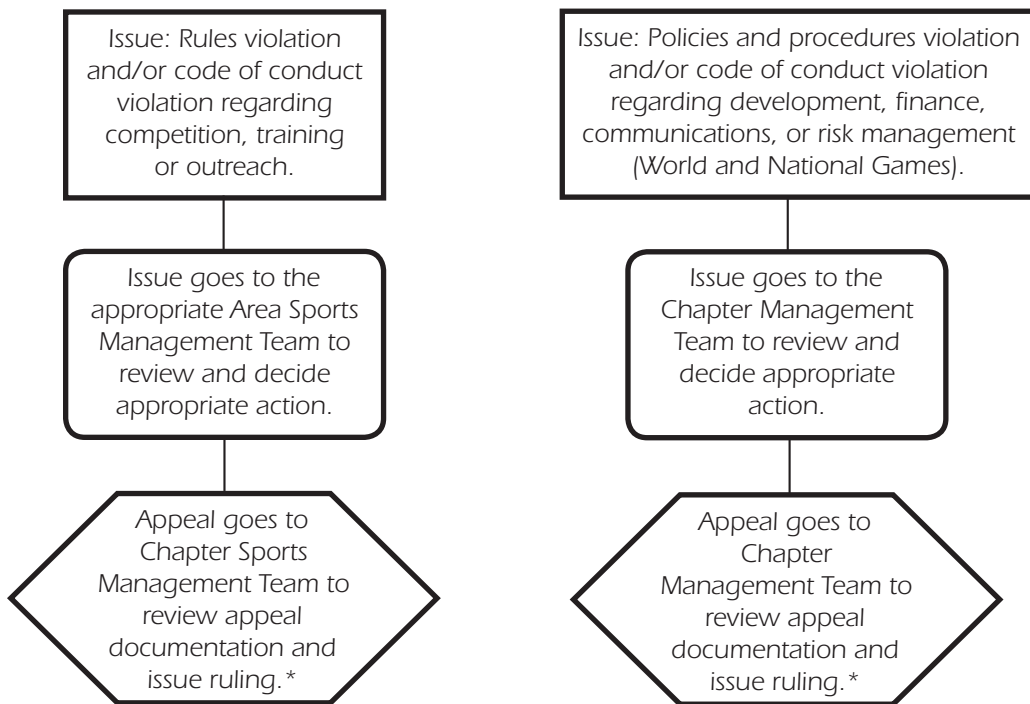 Issue: Rules violation
and/or code of conduct
violation regarding
competition, training
or outreach.
Issue goes to the
appropriate Area Sports
Management Team to
review and decide
appropriate action.
Appeal goes to
Chapter Sports
Management Team to
review appeal
documentation and
issue ruling.*
Issue: Policies and procedures violation
and/or code of conduct violation
regarding development, finance,
communications, or risk management
(World and National Games).
Issue goes to the
Chapter Management
Team to review and
decide appropriate
action.
Appeal goes to
Chapter
Management Team to
review appeal
documentation and
issue ruling.*